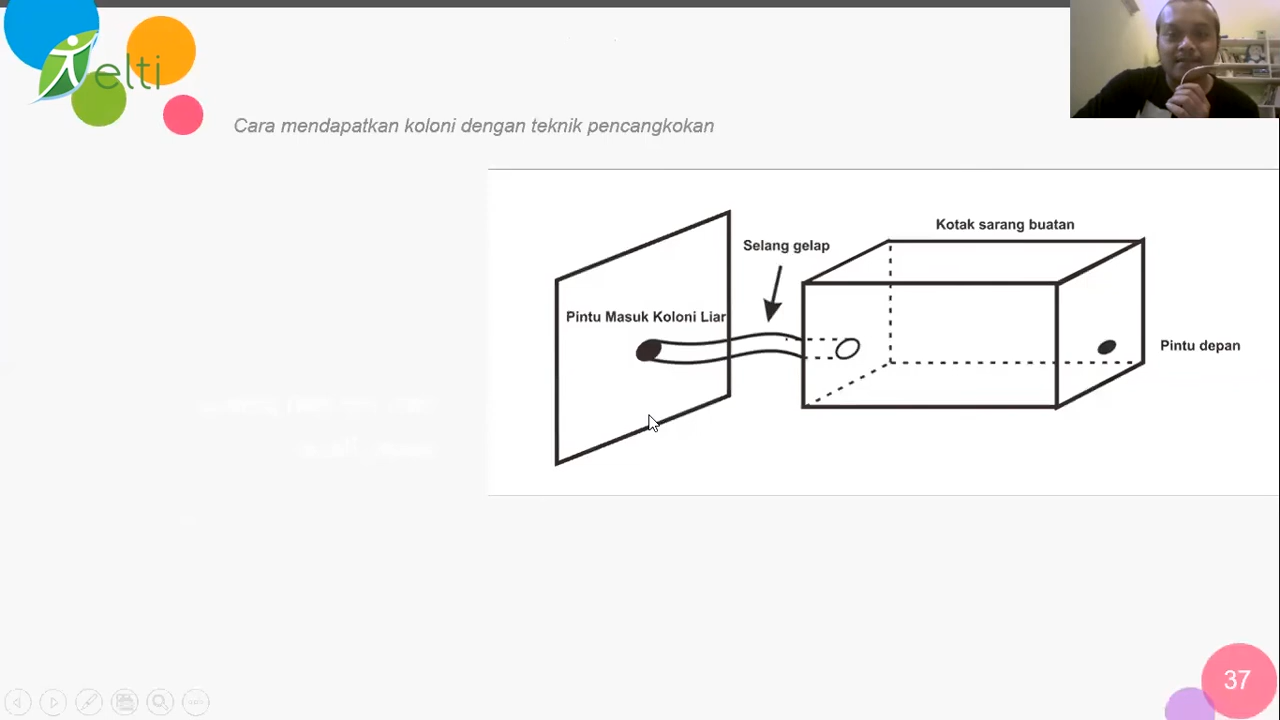 elti
Cara mendapatkan koloni dengan teknik pencangkokan
Kotak sarang buatan
Selang gelap
Pintu Masuk Koloni Liar
Pintu depan
37